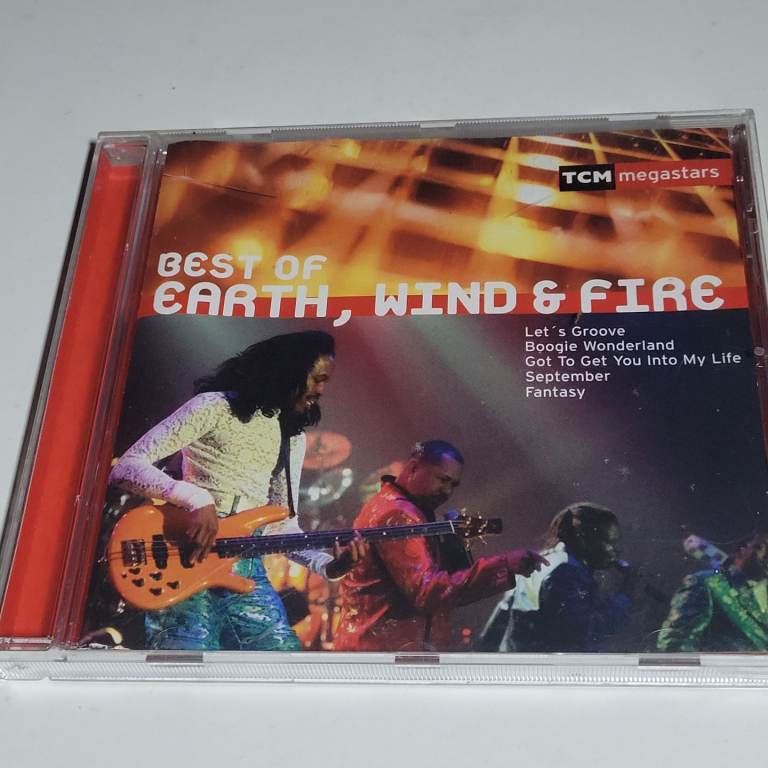 TCM megastars
BEST OF
EARTH, WIND & FIRE
Let´s Groove
Boogie Wonderland
Got To Get You Into My Life
September
Fantasy